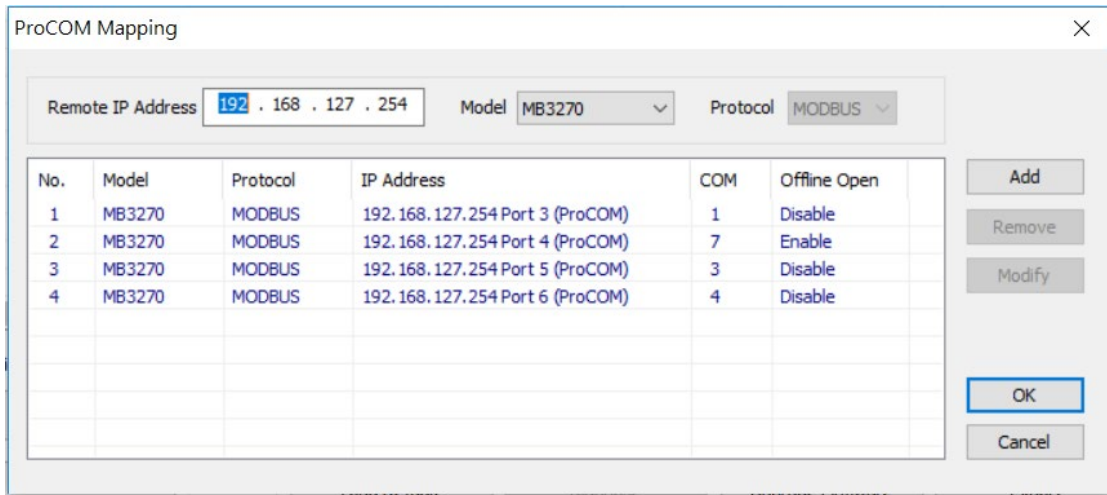 ProCOM Mapping
Remote IP Address 192 . 168 . 127 . 254 Model MB3270 Protocol MODBUS
No. Model Protocol IP Address COM Offline Open
1 MB3270 MODBUS 192.168.127.254 Port 3 (ProCOM) 1 Disable
2 MB3270 MODBUS 192.168.127.254 Port 4 (ProCOM) 7 Enable
3 MB3270 MODBUS 192.168.127.254 Port 5 (ProCOM) 3 Disable
4 MB3270 MODBUS 192.168.127.254 Port 6 (ProCOM) 4 Disable
Add
Remove
Modify
OK
Cancel